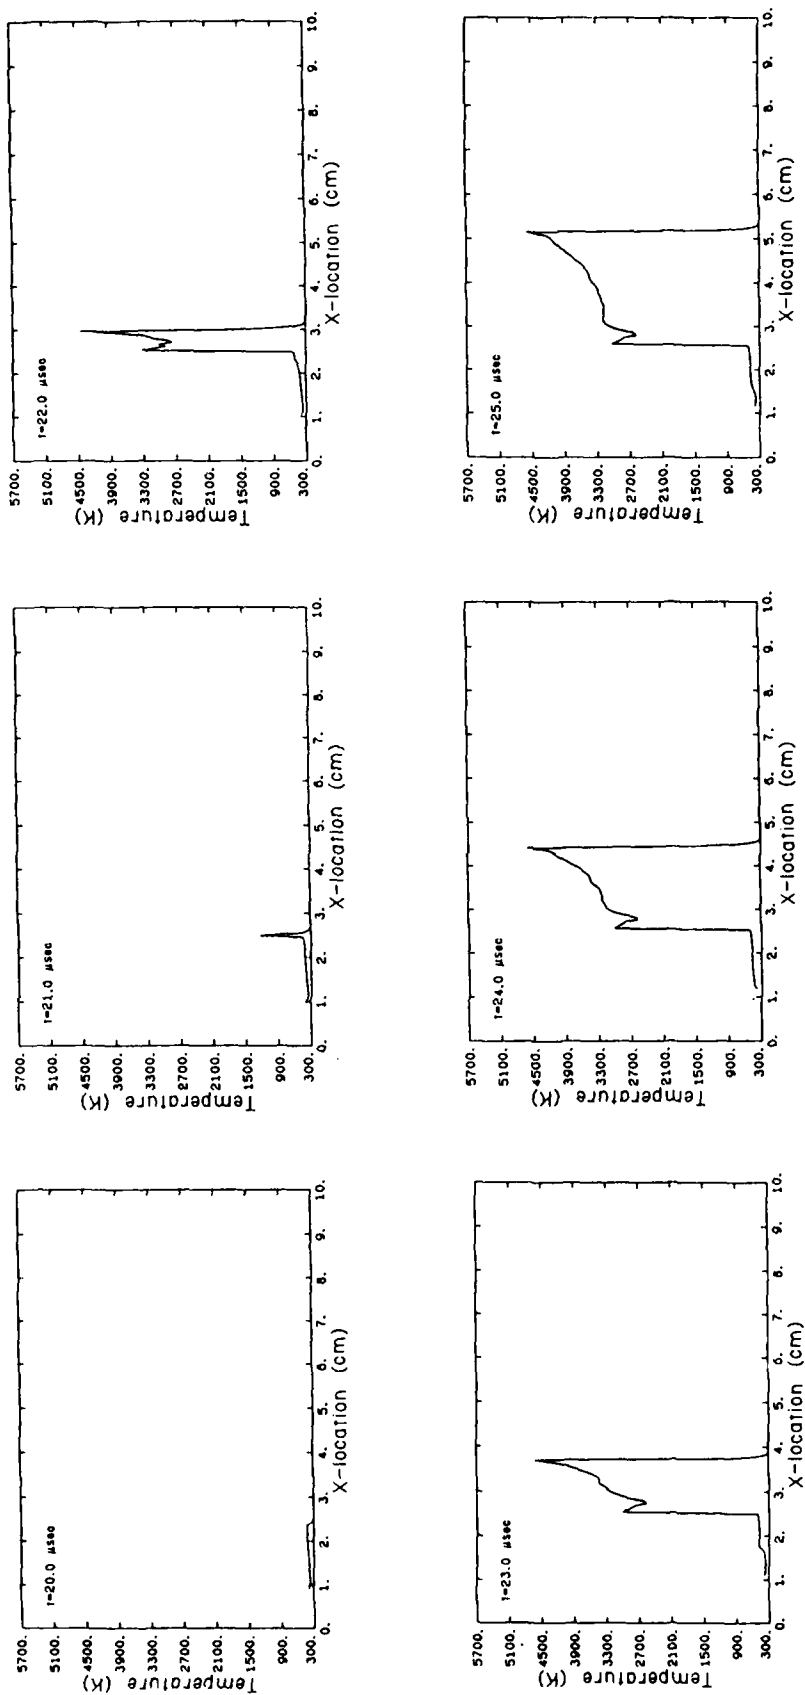 t=20.0 μsec
5700.
5100.
4500.
3900.
3300.
2700.
2100.
1500.
900.
300.
Temperature (K)
0. 1. 2. 3. 4. 5. 6. 7. 8. 9. 10.
X-location (cm)
t=21.0 μsec
5700.
5100.
4500.
3900.
3300.
2700.
2100.
1500.
900.
300.
Temperature (K)
0. 1. 2. 3. 4. 5. 6. 7. 8. 9. 10.
X-location (cm)
t=22.0 μsec
5700.
5100.
4500.
3900.
3300.
2700.
2100.
1500.
900.
300.
Temperature (K)
0. 1. 2. 3. 4. 5. 6. 7. 8. 9. 10.
X-location (cm)
t=23.0 μsec
5700.
5100.
4500.
3900.
3300.
2700.
2100.
1500.
900.
300.
Temperature (K)
0. 1. 2. 3. 4. 5. 6. 7. 8. 9. 10.
X-location (cm)
t=24.0 μsec
5700.
5100.
4500.
3900.
3300.
2700.
2100.
1500.
900.
300.
Temperature (K)
0. 1. 2. 3. 4. 5. 6. 7. 8. 9. 10.
X-location (cm)
t=25.0 μsec
5700.
5100.
4500.
3900.
3300.
2700.
2100.
1500.
900.
300.
Temperature (K)
0. 1. 2. 3. 4. 5. 6. 7. 8. 9. 10.
X-location (cm)